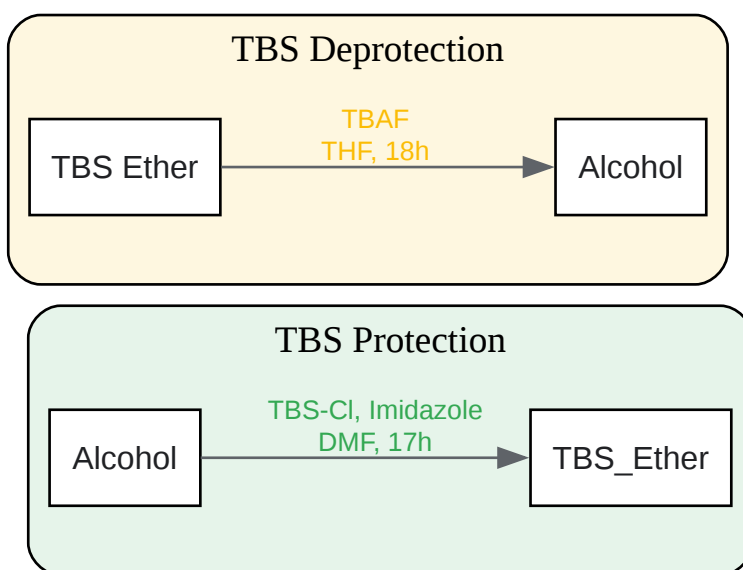 TBS Deprotection
TBAF
THF, 18h
TBS Ether
Alcohol
TBS Protection
TBS-Cl, Imidazole
DMF, 17h
Alcohol
TBS_Ether